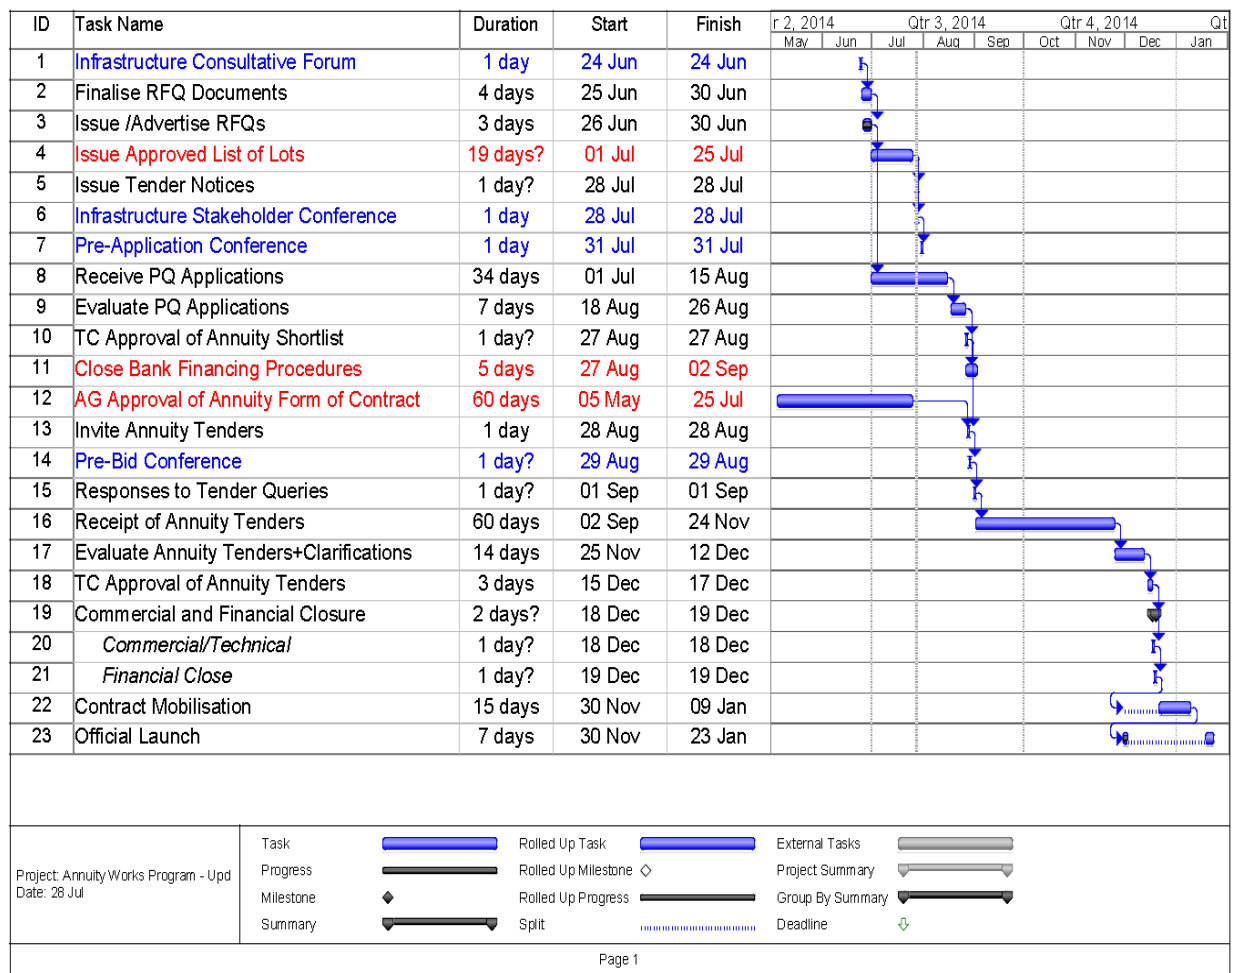 ID Task Name Duration Start Finish r 2, 2014 Qtr 3, 2014 Qtr 4, 2014 Qt
May Jun Jul Aug Sep Oct Nov Dec Jan
1 Infrastructure Consultative Forum 1 day 24 Jun 24 Jun
2 Finalise RFQ Documents 4 days 25 Jun 30 Jun
3 Issue /Advertise RFQs 3 days 26 Jun 30 Jun
4 Issue Approved List of Lots 19 days? 01 Jul 25 Jul
5 Issue Tender Notices 1 day? 28 Jul 28 Jul
6 Infrastructure Stakeholder Conference 1 day 28 Jul 28 Jul
7 Pre-Application Conference 1 day 31 Jul 31 Jul
8 Receive PQ Applications 34 days 01 Jul 15 Aug
9 Evaluate PQ Applications 7 days 18 Aug 26 Aug
10 TC Approval of Annuity Shortlist 1 day? 27 Aug 27 Aug
11 Close Bank Financing Procedures 5 days 27 Aug 02 Sep
12 AG Approval of Annuity Form of Contract 60 days 05 May 25 Jul
13 Invite Annuity Tenders 1 day 28 Aug 28 Aug
14 Pre-Bid Conference 1 day? 29 Aug 29 Aug
15 Responses to Tender Queries 1 day? 01 Sep 01 Sep
16 Receipt of Annuity Tenders 60 days 02 Sep 24 Nov
17 Evaluate Annuity Tenders+Clarifications 14 days 25 Nov 12 Dec
18 TC Approval of Annuity Tenders 3 days 15 Dec 17 Dec
19 Commercial and Financial Closure 2 days? 18 Dec 19 Dec
20 Commercial/Technical 1 day? 18 Dec 18 Dec
21 Financial Close 1 day? 19 Dec 19 Dec
22 Contract Mobilisation 15 days 30 Nov 09 Jan
23 Official Launch 7 days 30 Nov 23 Jan
Project: Annuity Works Program - Upd
Date: 28 Jul
Task Rolled Up Task External Tasks
Progress Rolled Up Milestone Project Summary
Milestone Rolled Up Progress Group By Summary
Summary Split Deadline
Page 1